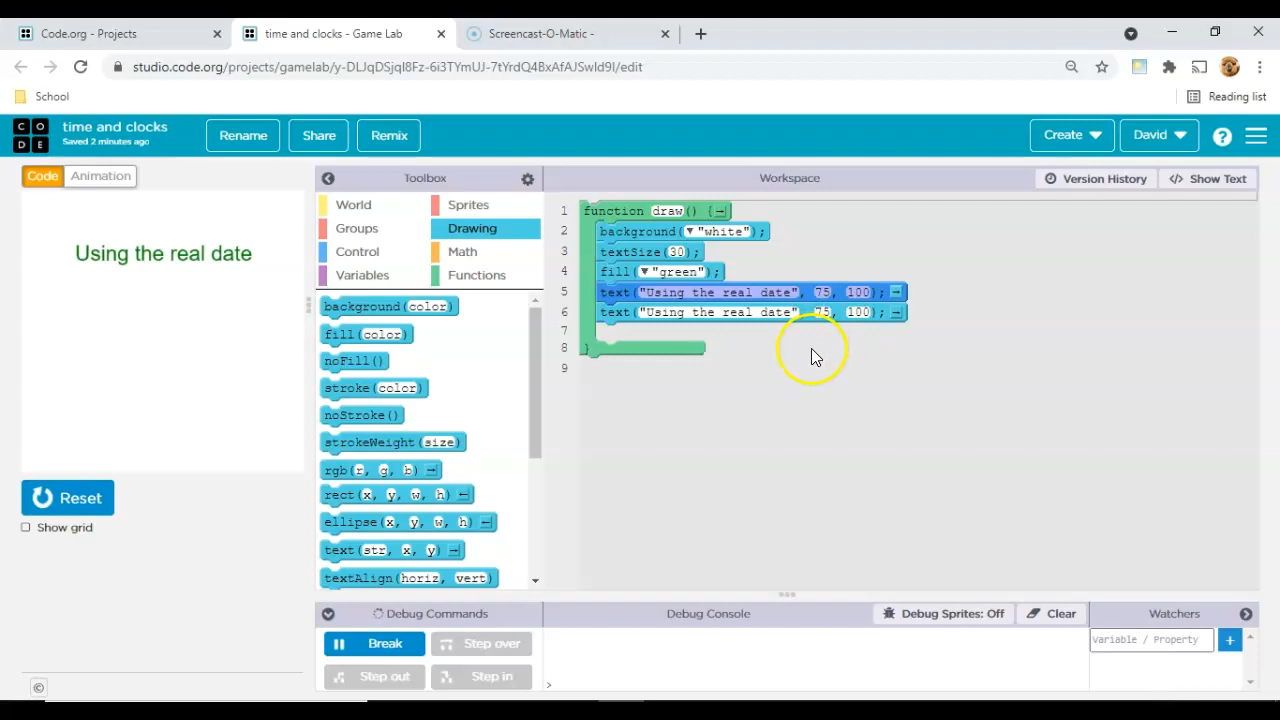 Code.org - Projects
time and clocks - Game Lab
Screencast-O-Matic -
studio.code.org/projects/gamelab/y-DLJqDSjqI8Fz-6i3TYmUJ-7tYrdQ4BxAfAJSwId9I/edit
School
Reading list
C O
D E
time and clocks
Saved 2 minutes ago
Rename
Share
Remix
Create
David
?
Code
Animation
Toolbox
Workspace
Version History
</> Show Text
Using the real date
Reset
Show grid
World
Sprites
Groups
Drawing
Control
Math
Variables
Functions
background(color)
fill(color)
noFill()
stroke(color)
noStroke()
strokeWeight(size)
rgb(r, g, b)
rect(x, y, w, h)
ellipse(x, y, w, h)
text(str, x, y)
textAlign(horiz, vert)
1 function draw() {
2 background("white");
3 textSize(30);
4 fill("green");
5 text("Using the real date", 75, 100);
6 text("Using the real date", 75, 100);
7
8 }
9
Debug Commands
Debug Console
Debug Sprites: Off
Clear
Watchers
Break
Step over
Step out
Step in
Variable / Property
+
>
©